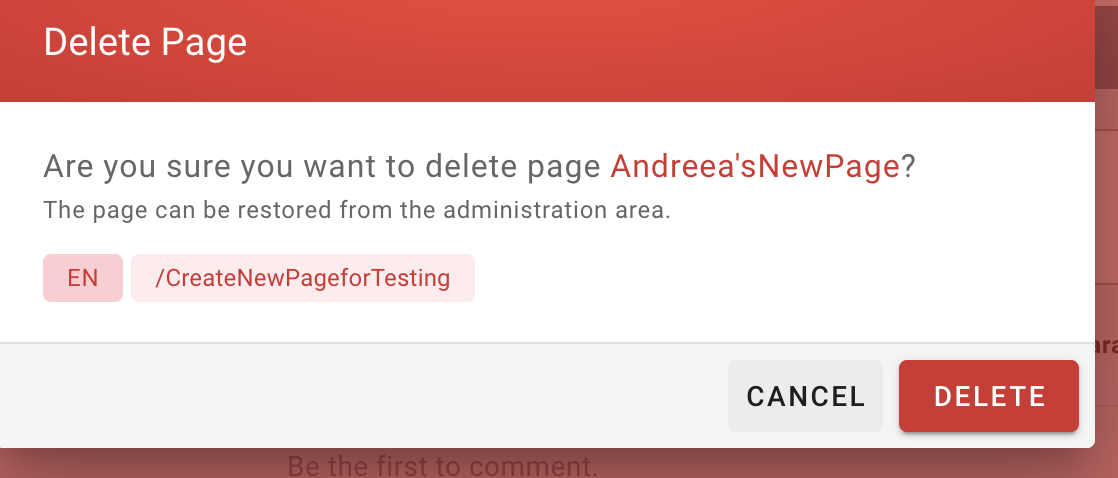 Delete Page
Are you sure you want to delete page Andreea'sNewPage?
The page can be restored from the administration area.
EN /CreateNewPageforTesting
CANCEL DELETE
Be the first to comment.